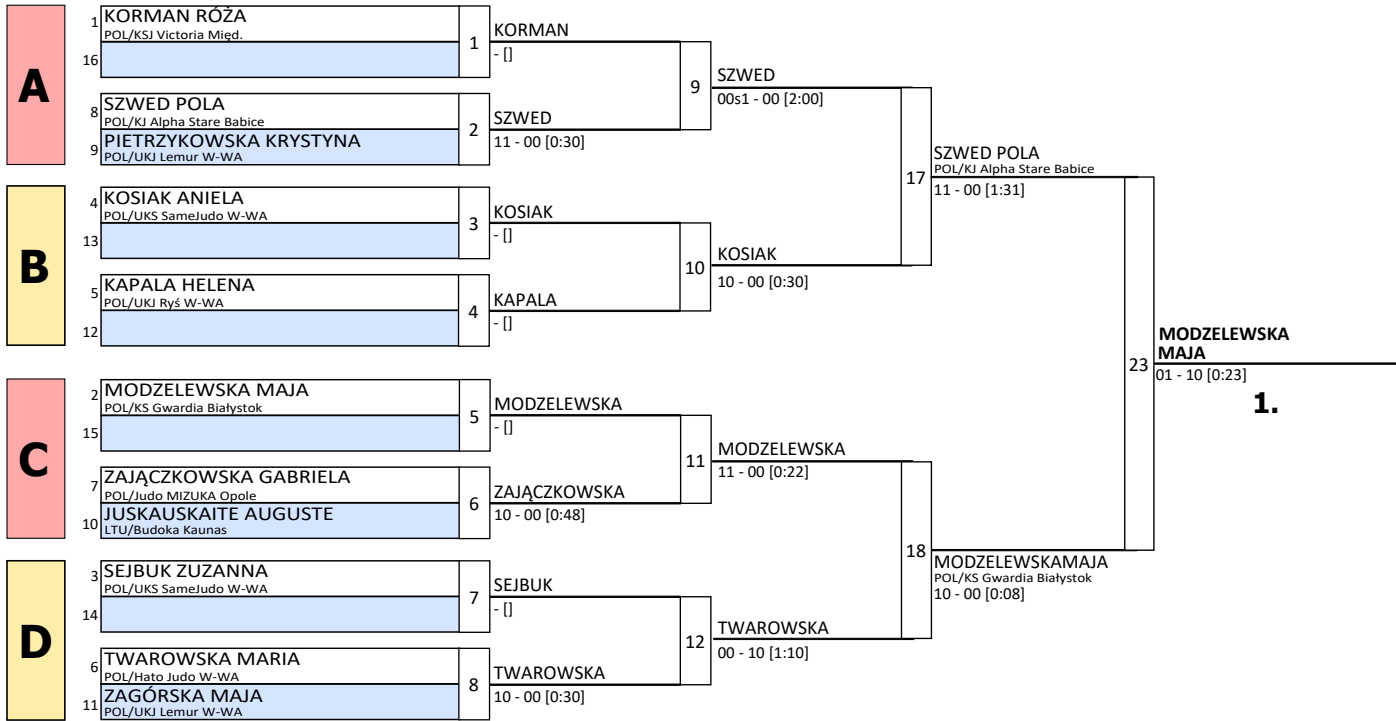 A
1 KORMAN RÓŻA
POL/KSJ Victoria Międ.
16
1
KORMAN
- []
8 SZWED POLA
POL/KJ Alpha Stare Babice
9 PIETRZYKOWSKA KRYSTYNA
POL/UKJ Lemur W-WA
2
SZWED
11 - 00 [0:30]
9
SZWED
00s1 - 00 [2:00]
B
4 KOSIAK ANIELA
POL/UKS SameJudo W-WA
13
3
KOSIAK
- []
5 KAPALA HELENA
POL/UKJ Ryś W-WA
12
4
KAPALA
- []
10
KOSIAK
10 - 00 [0:30]
17
SZWED POLA
POL/KJ Alpha Stare Babice
11 - 00 [1:31]
C
2 MODZELEWSKA MAJA
POL/KS Gwardia Białystok
15
5
MODZELEWSKA
- []
7 ZAJĄCZKOWSKA GABRIELA
POL/Judo MIZUKA Opole
10 JUSKAUSKAITE AUGUSTE
LTU/Budoka Kaunas
6
ZAJĄCZKOWSKA
10 - 00 [0:48]
11
MODZELEWSKA
11 - 00 [0:22]
D
3 SEJBUK ZUZANNA
POL/UKS SameJudo W-WA
14
7
SEJBUK
- []
6 TWAROWSKA MARIA
POL/Hato Judo W-WA
11 ZAGÓRSKA MAJA
POL/UKJ Lemur W-WA
8
TWAROWSKA
10 - 00 [0:30]
12
TWAROWSKA
00 - 10 [1:10]
18
MODZELEWSKAMAJA
POL/KS Gwardia Białystok
10 - 00 [0:08]
23
MODZELEWSKA
MAJA
01 - 10 [0:23]
1.